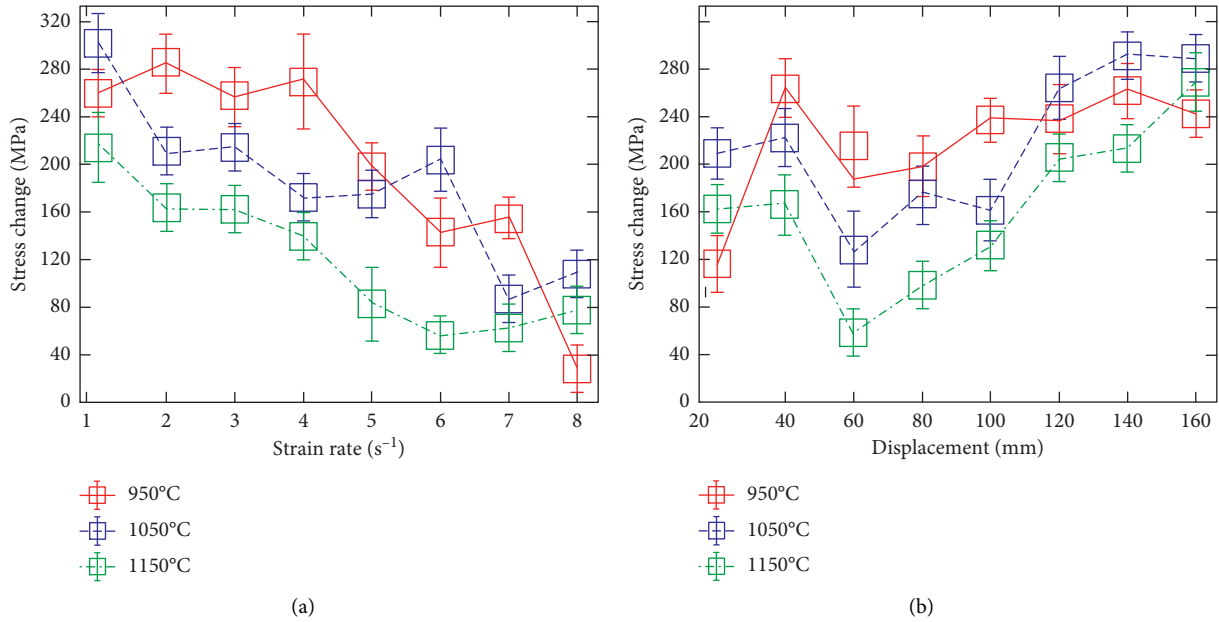 320
280
240
200
160
120
80
40
0
Stress change (MPa)
1 2 3 4 5 6 7 8
Strain rate (s⁻¹)
950°C
1050°C
1150°C
(a)
320
280
240
200
160
120
80
40
0
Stress change (MPa)
20 40 60 80 100 120 140 160
Displacement (mm)
950°C
1050°C
1150°C
(b)